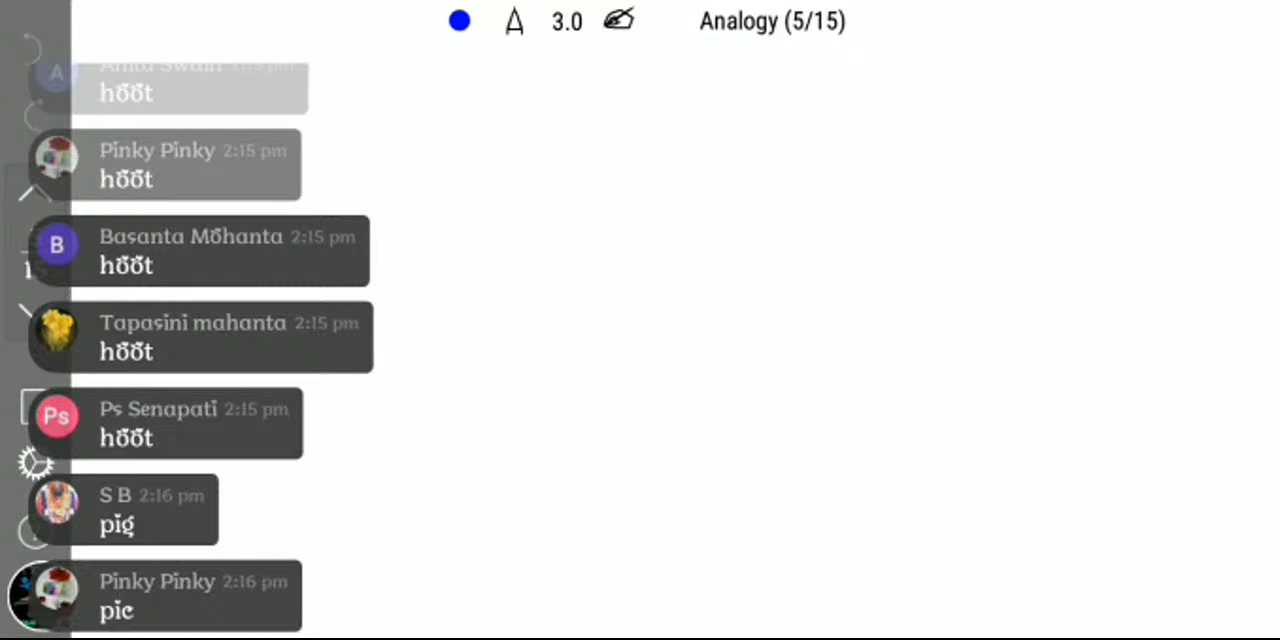 3.0
Analogy (5/15)
A
Anita Swain 2:15 pm
hoot
Pinky Pinky 2:15 pm
hoot
B
Basanta Mohanta 2:15 pm
hoot
Tapasini mahanta 2:15 pm
hoot
Ps
Ps Senapati 2:15 pm
hoot
S B 2:16 pm
pig
Pinky Pinky 2:16 pm
pic